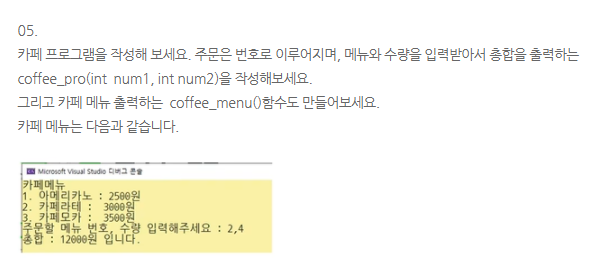 05.
카페 프로그램을 작성해 보세요. 주문은 번호로 이루어지며, 메뉴와 수량을 입력받아서 총합을 출력하는
coffee_pro(int  num1, int num2)을 작성해보세요.
그리고 카페 메뉴 출력하는  coffee_menu()함수도 만들어보세요.
카페 메뉴는 다음과 같습니다.
Microsoft Visual Studio 디버그 콘솔
카페메뉴
1. 아메리카노 : 2500원
2. 카페라테 :  3000원
3. 카페모카 :  3500원
주문할 메뉴 번호, 수량 입력해주세요 : 2,4
총합 : 12000원 입니다.